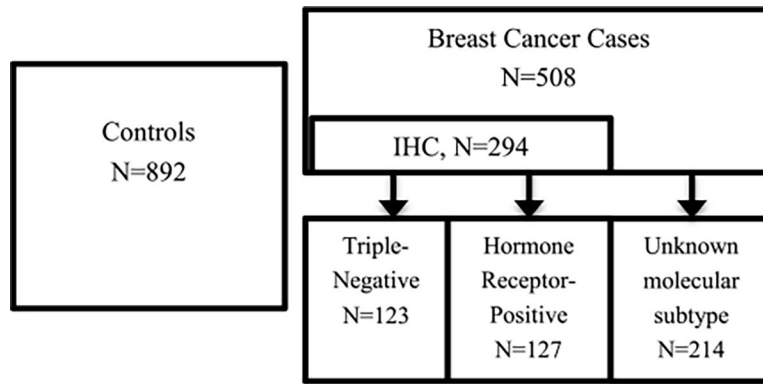 Controls
N=892
Breast Cancer Cases
N=508
IHC, N=294
Triple-
Negative
N=123
Hormone
Receptor-
Positive
N=127
Unknown
molecular
subtype
N=214